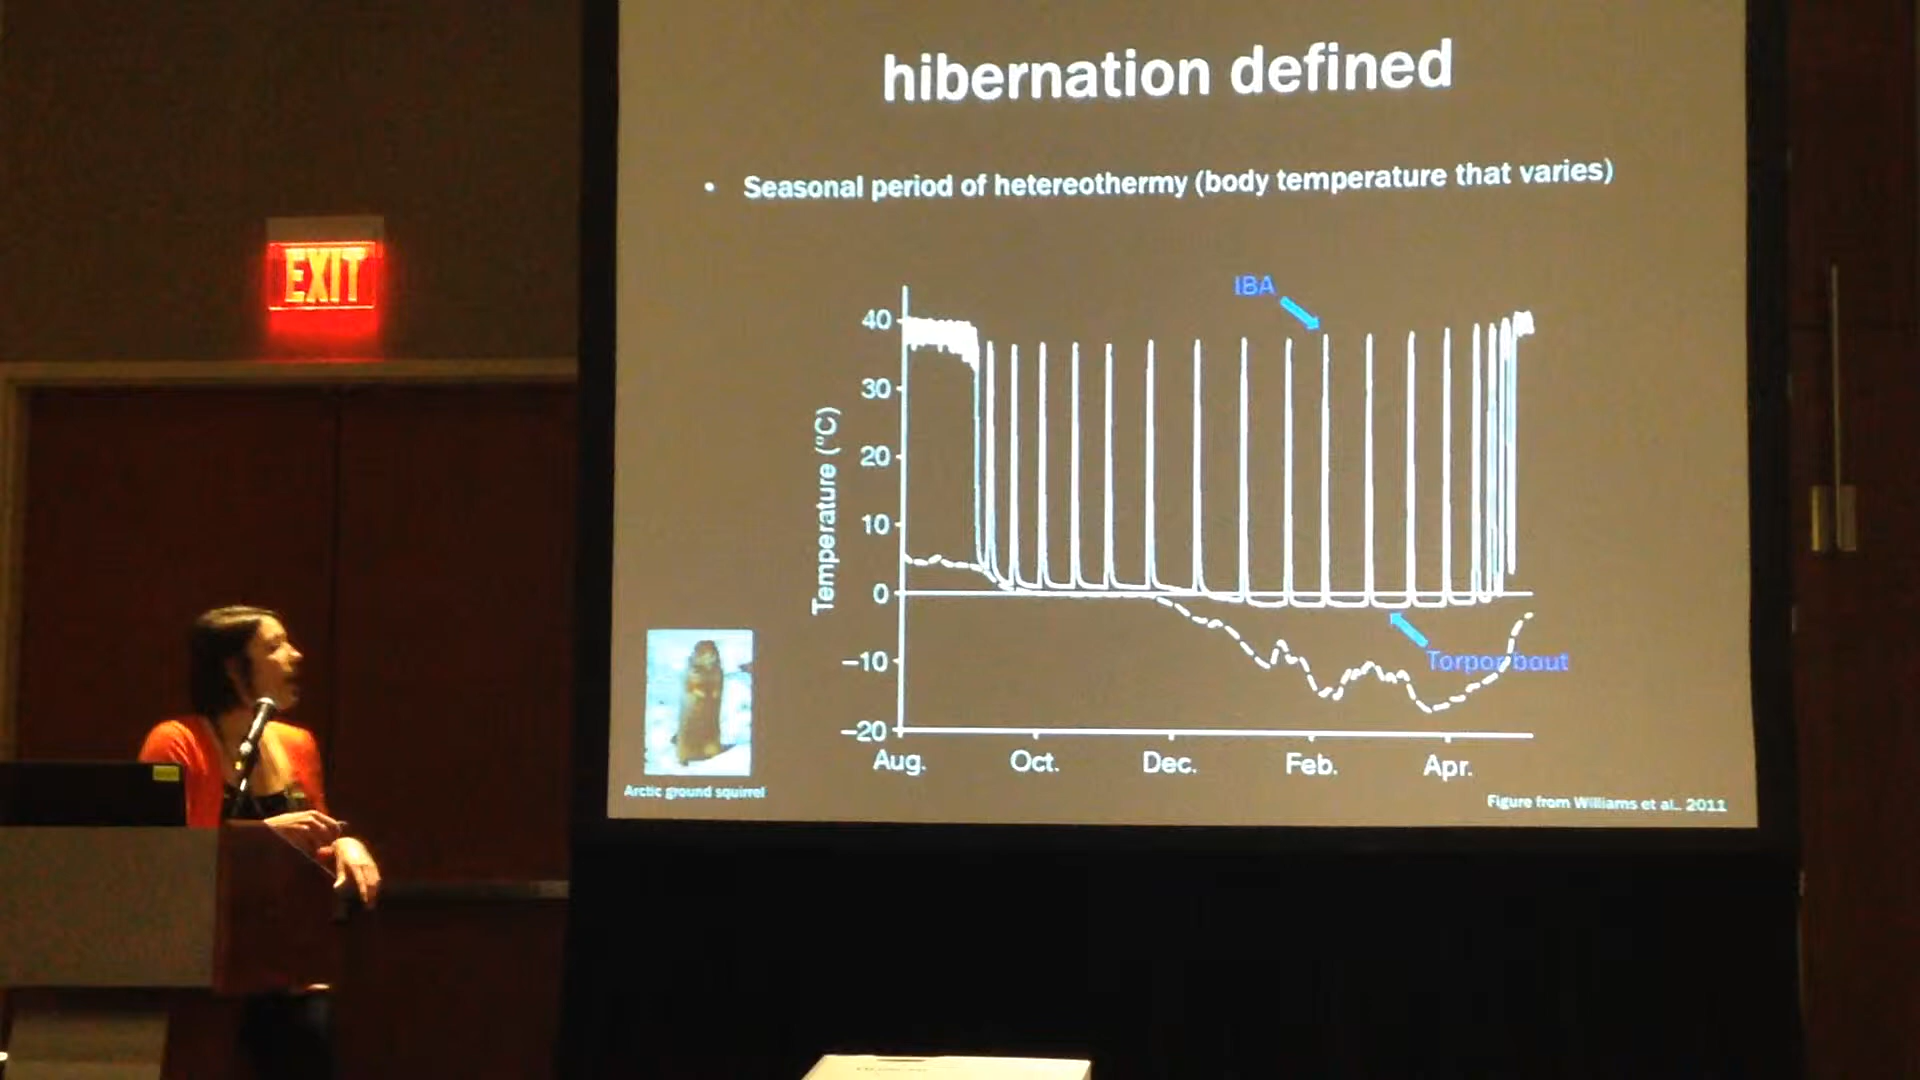 hibernation defined
• Seasonal period of hetereothermy (body temperature that varies)
EXIT
IBA
40
30
20
10
0
–10
–20
Temperature (°C)
Torpor bout
Aug. Oct. Dec. Feb. Apr.
Arctic ground squirrel
Figure from Williams et al.. 2011